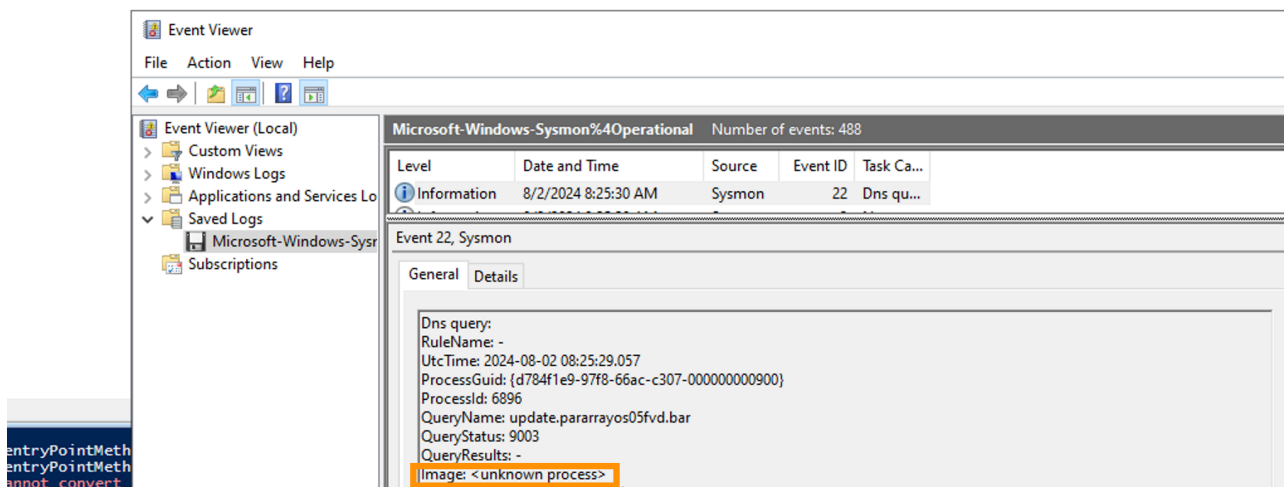 Event Viewer
File Action View Help
Event Viewer (Local)
Custom Views
Windows Logs
Applications and Services Lo
Saved Logs
Microsoft-Windows-Sysr
Subscriptions
Microsoft-Windows-Sysmon%4Operational Number of events: 488
Level Date and Time Source Event ID Task Ca...
Information 8/2/2024 8:25:30 AM Sysmon 22 Dns qu...
Event 22, Sysmon
General Details
Dns query:
RuleName: -
UtcTime: 2024-08-02 08:25:29.057
ProcessGuid: {d784f1e9-97f8-66ac-c307-000000000900}
ProcessId: 6896
QueryName: update.pararrayos05fvd.bar
QueryStatus: 9003
QueryResults: -
Image: <unknown process>
entryPointMeth
entryPointMeth
annot convert